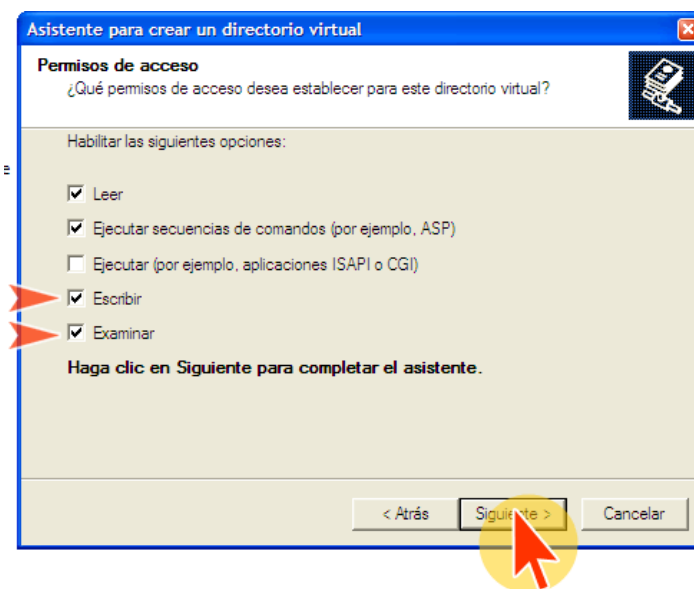 Asistente para crear un directorio virtual
Permisos de acceso
¿Qué permisos de acceso desea establecer para este directorio virtual?
Habilitar las siguientes opciones:
e
Leer
Ejecutar secuencias de comandos (por ejemplo, ASP)
Ejecutar (por ejemplo, aplicaciones ISAPI o CGI)
Escribir
Examinar
Haga clic en Siguiente para completar el asistente.
< Atrás Siguiente > Cancelar